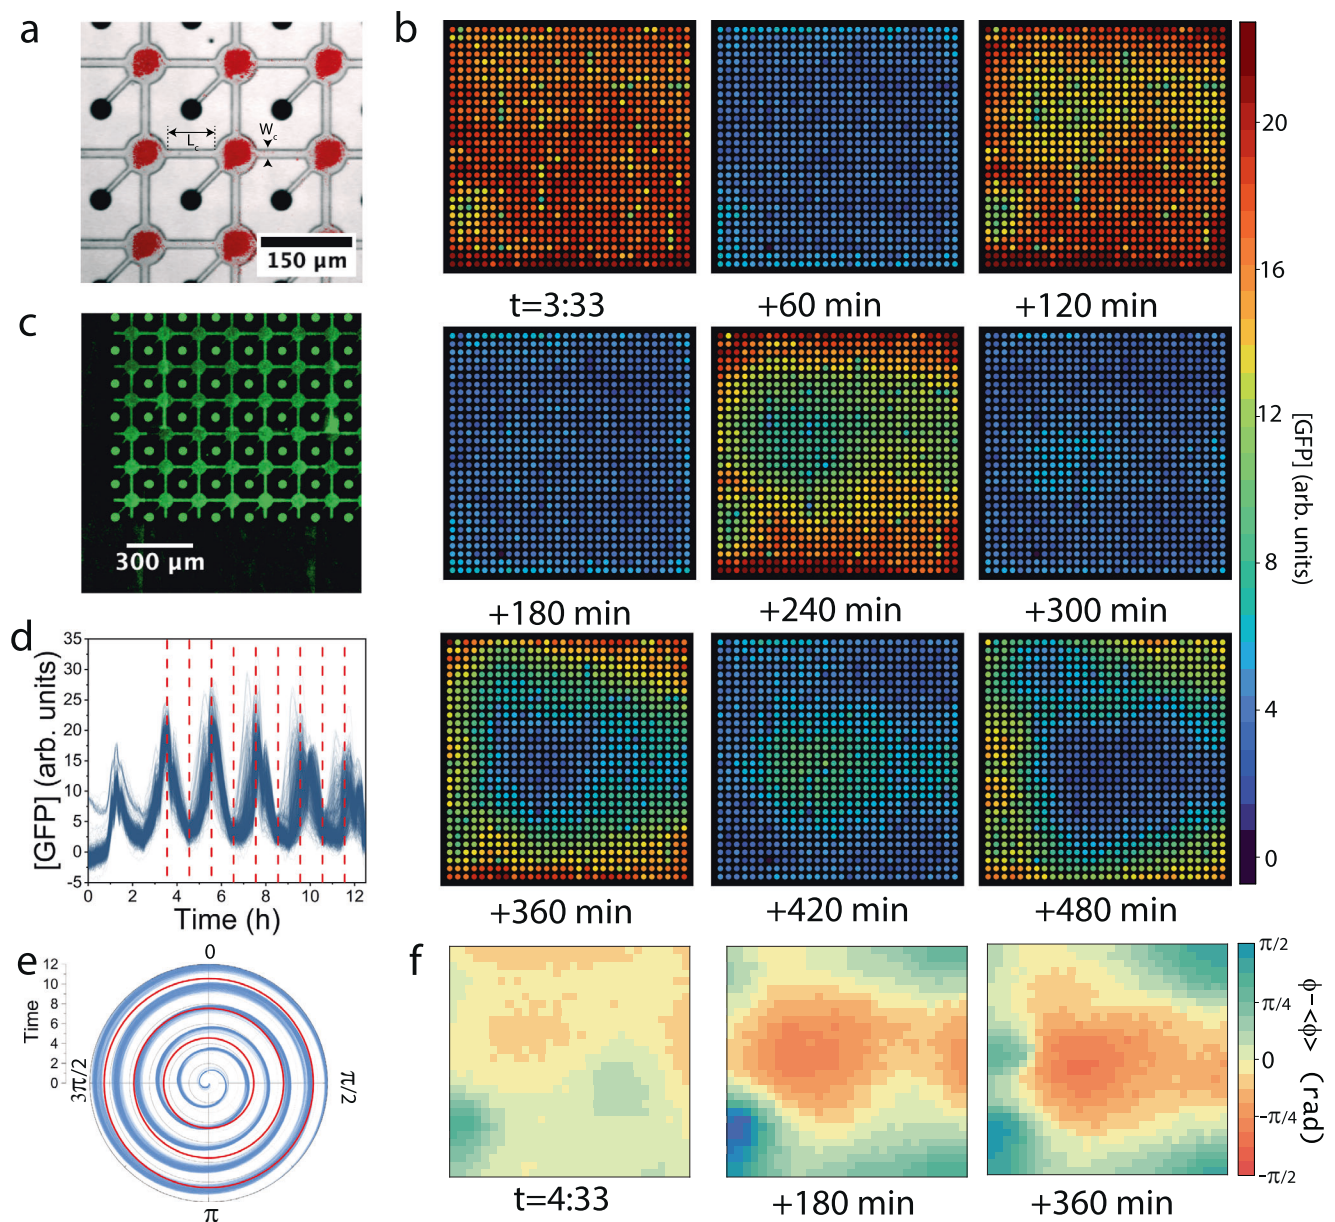 a
L_c
W_c
150 µm
b
t=3:33
+60 min
+120 min
+180 min
+240 min
+300 min
+360 min
+420 min
+480 min
20
16
12
8
4
0
[GFP] (arb. units)
c
300 µm
d
[GFP] (arb. units)
35
30
25
20
15
10
5
0
-5
0 2 4 6 8 10 12
Time (h)
e
Time
12
10
8
6
4
2
0
0
π/2
π
3π/2
f
t=4:33
+180 min
+360 min
π/2
π/4
0
-π/4
-π/2
ϕ-<ϕ> (rad)